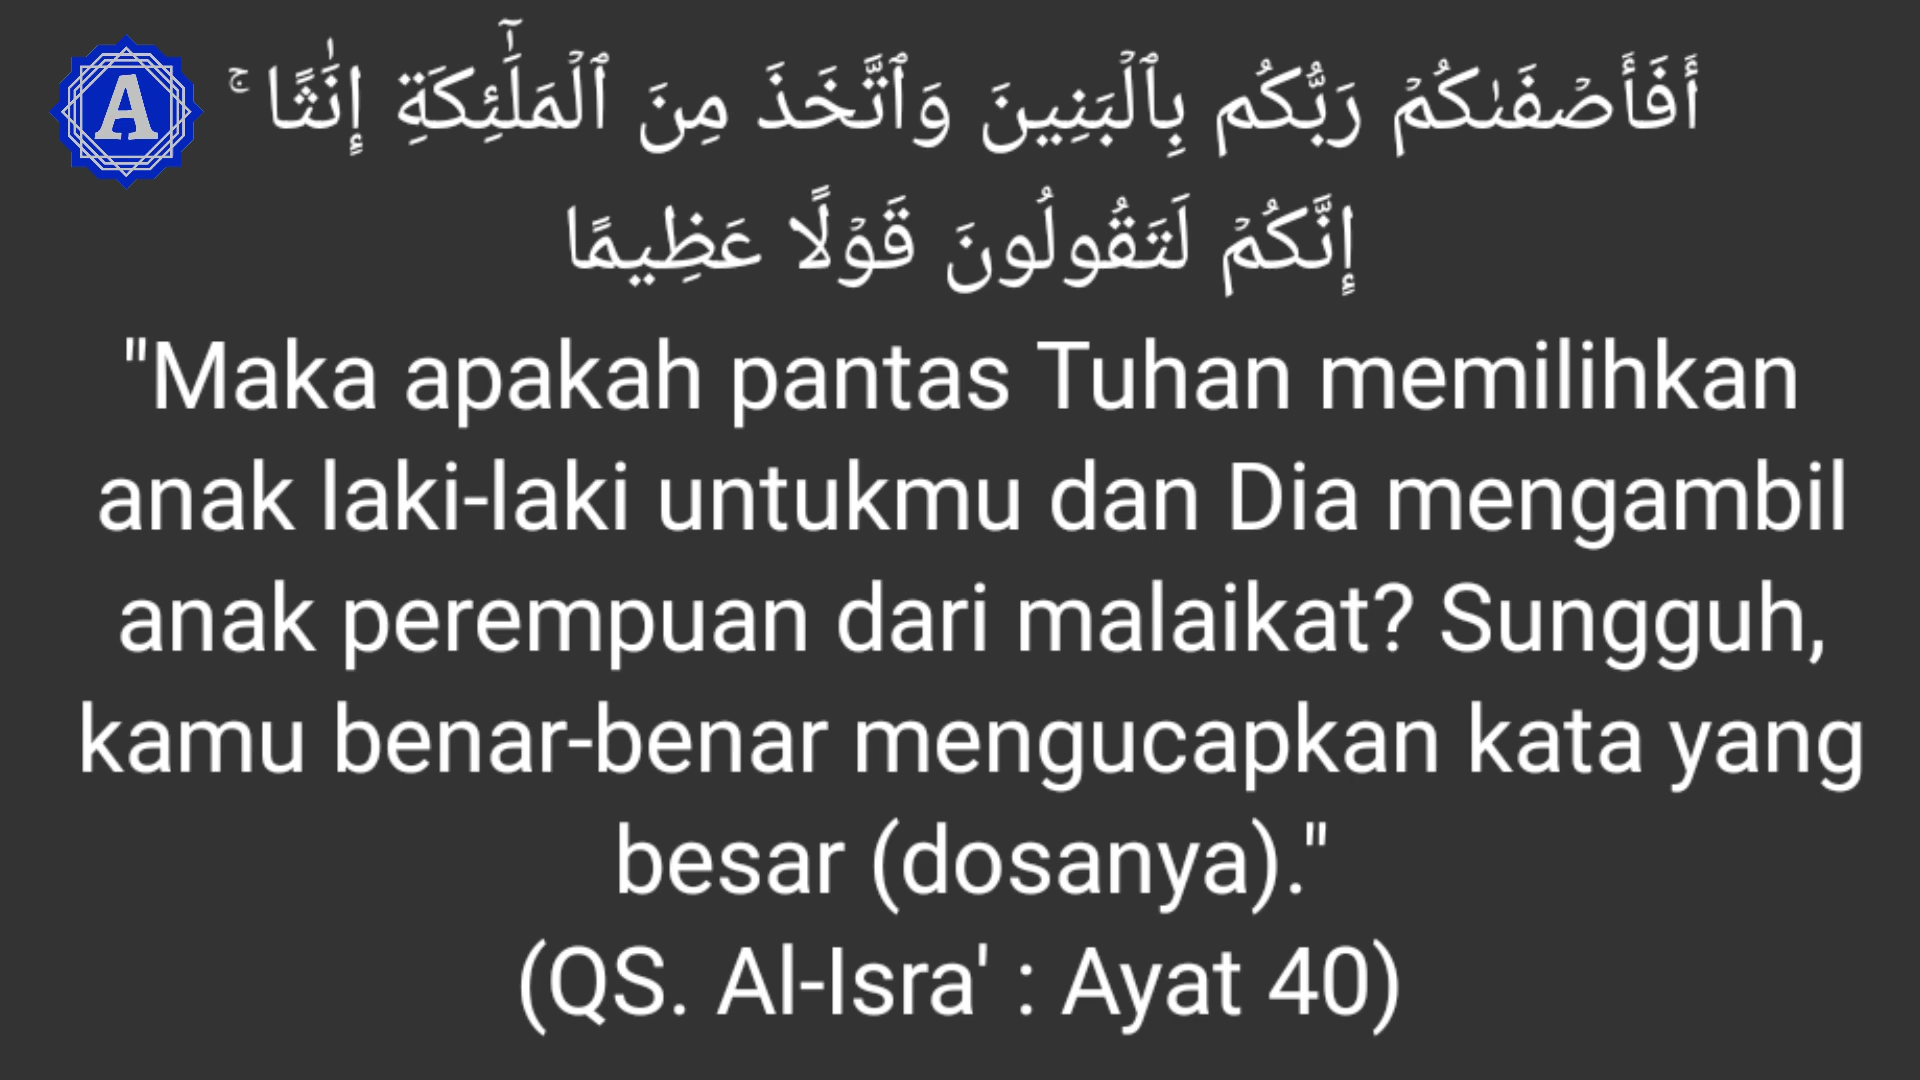 A
أَفَأَصْفَىٰكُمْ رَبُّكُم بِٱلْبَنِينَ وَٱتَّخَذَ مِنَ ٱلْمَلَٰٓئِكَةِ إِنَٰثًا ۚ
إِنَّكُمْ لَتَقُولُونَ قَوْلًا عَظِيمًا
"Maka apakah pantas Tuhan memilihkan
anak laki-laki untukmu dan Dia mengambil
anak perempuan dari malaikat? Sungguh,
kamu benar-benar mengucapkan kata yang
besar (dosanya)."
(QS. Al-Isra' : Ayat 40)